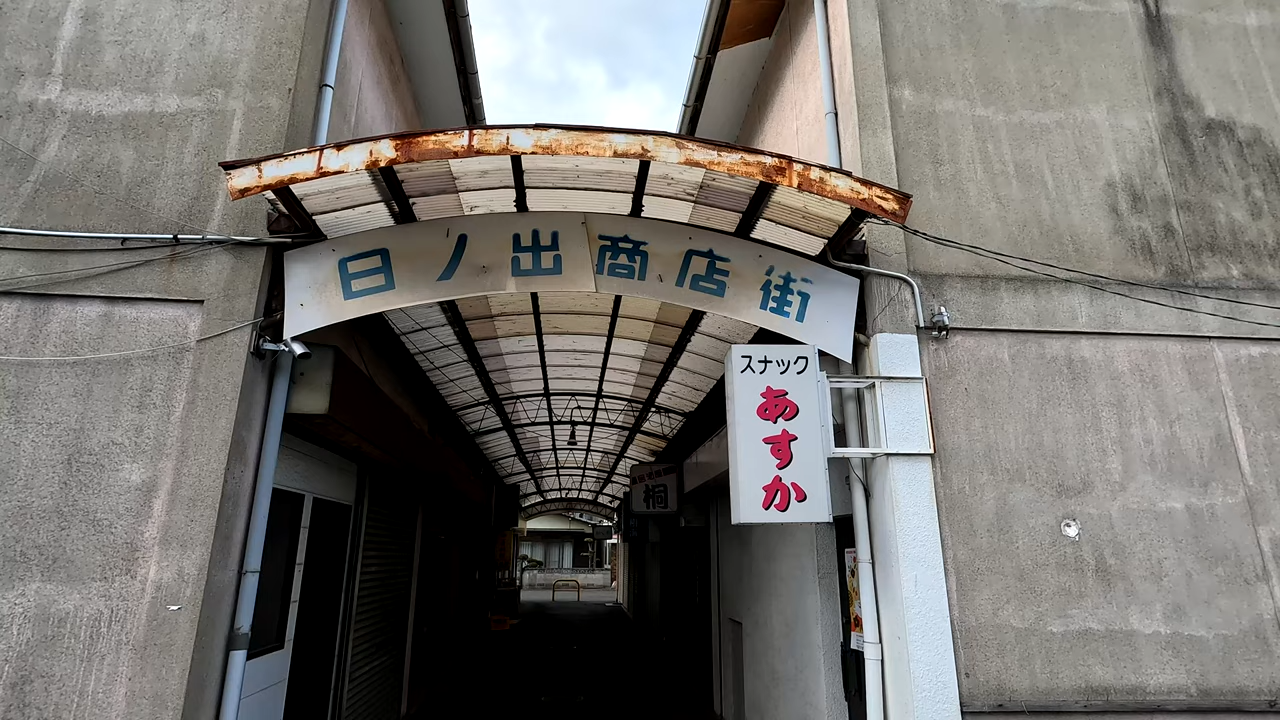 日ノ出商店街
スナック
あすか
桐